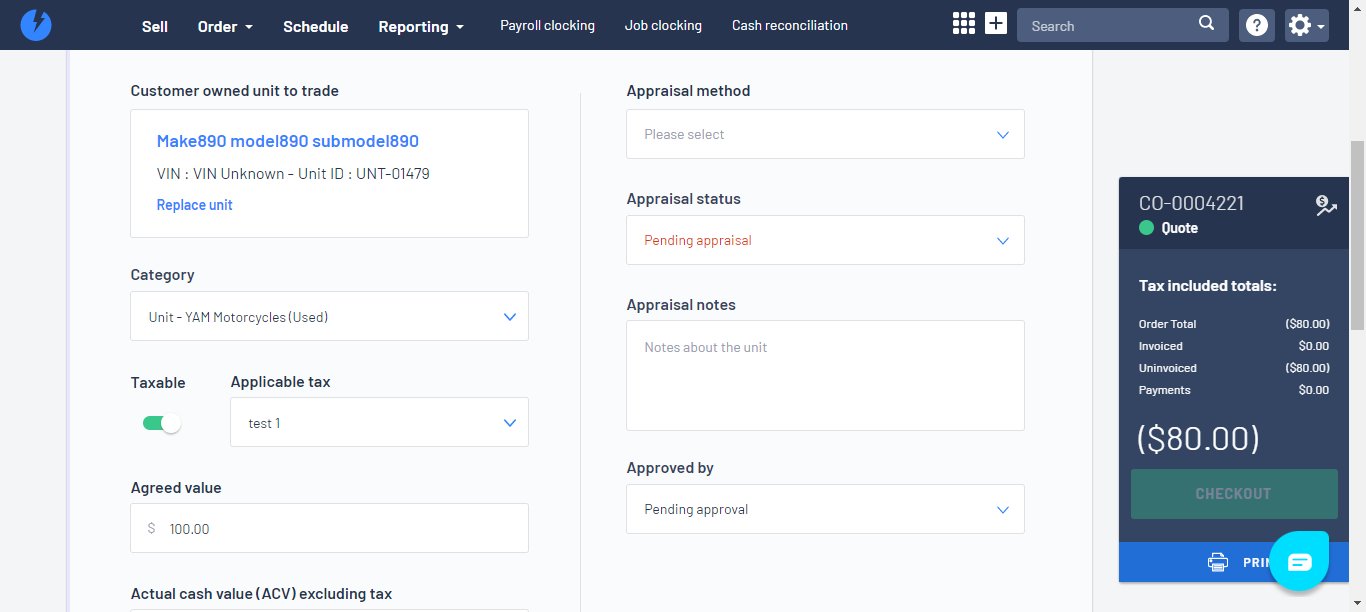 Sell
Order
Schedule
Reporting
Payroll clocking
Job clocking
Cash reconciliation
Search
Customer owned unit to trade
Make890 model890 submodel890
VIN : VIN Unknown - Unit ID : UNT-01479
Replace unit
Category
Unit - YAM Motorcycles (Used)
Taxable
Applicable tax
test 1
Agreed value
$ 100.00
Actual cash value (ACV) excluding tax
Appraisal method
Please select
Appraisal status
Pending appraisal
Appraisal notes
Notes about the unit
Approved by
Pending approval
CO-0004221
Quote
Tax included totals:
Order Total ($80.00)
Invoiced $0.00
Uninvoiced ($80.00)
Payments $0.00
($80.00)
CHECKOUT